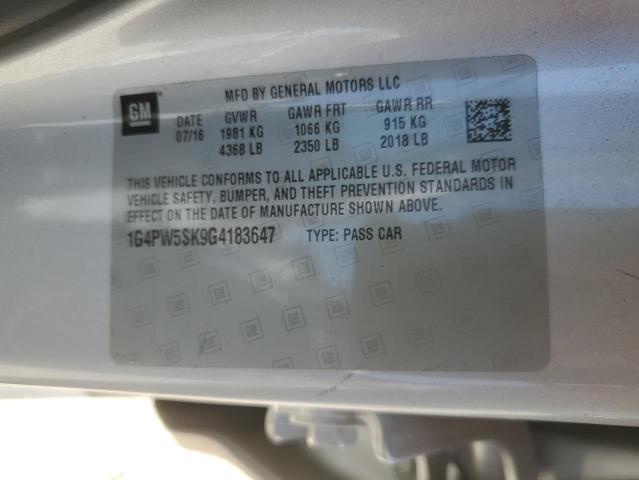 MFD BY GENERAL MOTORS LLC
GM
DATE GVWR GAWR FRT GAWR RR
07/16 1981 KG 1066 KG 915 KG
4368 LB 2350 LB 2018 LB
THIS VEHICLE CONFORMS TO ALL APPLICABLE U.S. FEDERAL MOTOR
VEHICLE SAFETY, BUMPER, AND THEFT PREVENTION STANDARDS IN
EFFECT ON THE DATE OF MANUFACTURE SHOWN ABOVE.
1G4PW5SK9G4183647 TYPE: PASS CAR